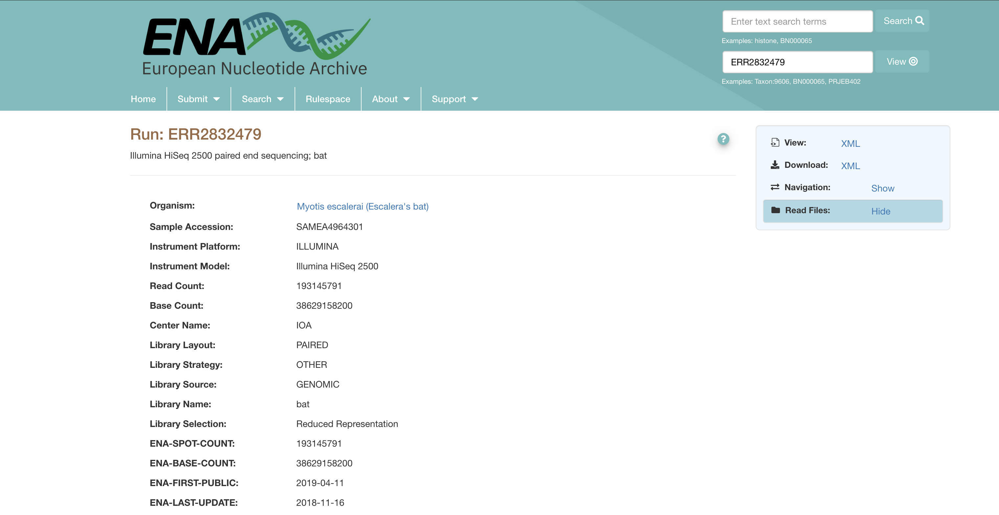 ENA
European Nucleotide Archive
Enter text search terms
Search
Examples: histone, BN000065
ERR2832479
View
Examples: Taxon:9606, BN000065, PRJEB402
Home Submit Search Rulespace About Support
Run: ERR2832479
?
Illumina HiSeq 2500 paired end sequencing; bat
View: XML
Download: XML
Navigation: Show
Read Files: Hide
Organism: Myotis escalerai (Escalera's bat)
Sample Accession: SAMEA4964301
Instrument Platform: ILLUMINA
Instrument Model: Illumina HiSeq 2500
Read Count: 193145791
Base Count: 38629158200
Center Name: IOA
Library Layout: PAIRED
Library Strategy: OTHER
Library Source: GENOMIC
Library Name: bat
Library Selection: Reduced Representation
ENA-SPOT-COUNT: 193145791
ENA-BASE-COUNT: 38629158200
ENA-FIRST-PUBLIC: 2019-04-11
ENA-LAST-UPDATE: 2018-11-16